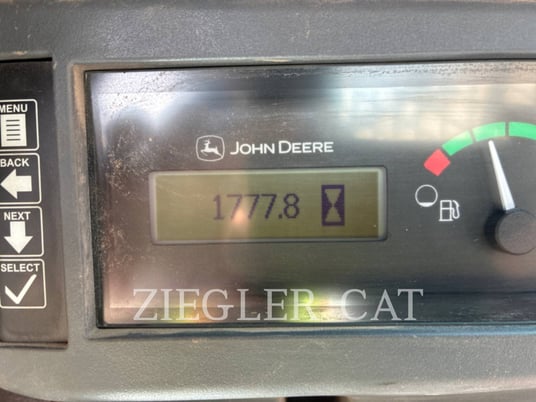 MENU
BACK
NEXT
SELECT
JOHN DEERE
1777.8
ZIEGLER CAT